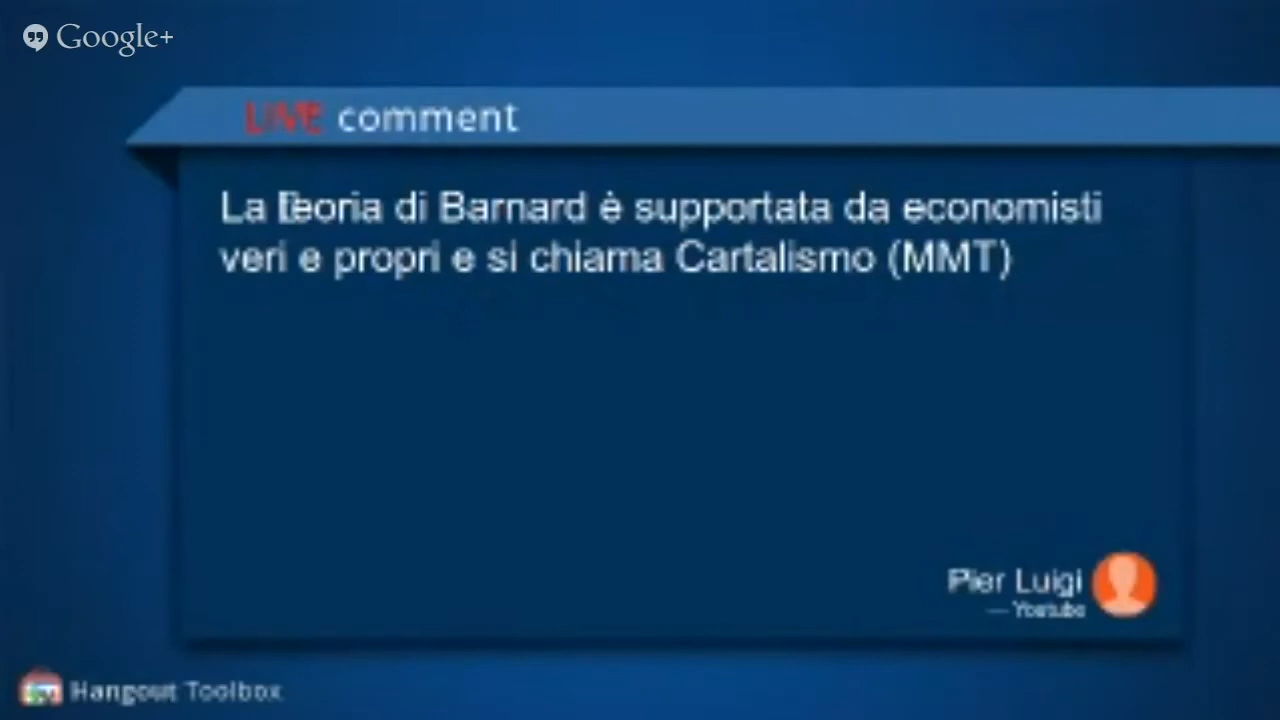 Google+
LIVE comment
La Teoria di Barnard è supportata da economisti
veri e propri e si chiama Cartalismo (MMT)
Pier Luigi
— Youtube
Hangout Toolbox